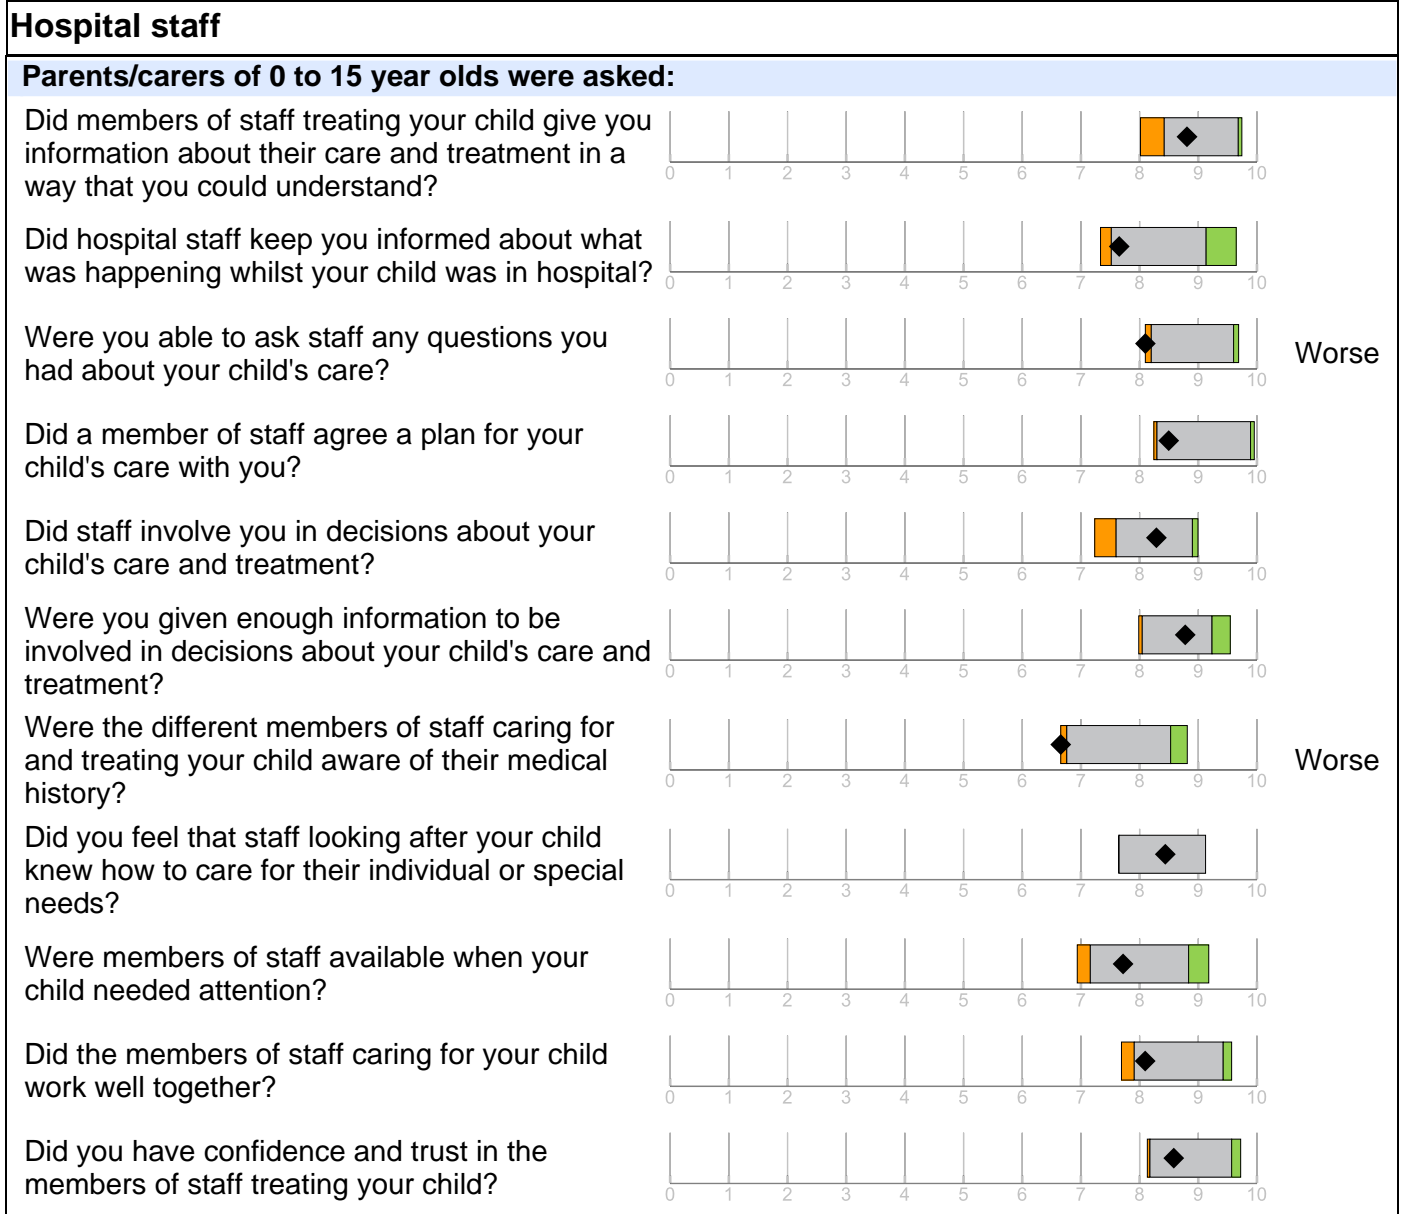 Hospital staff
Parents/carers of 0 to 15 year olds were asked:
Did members of staff treating your child give you
information about their care and treatment in a
way that you could understand?
0 1 2 3 4 5 6 7 8 9 10
Did hospital staff keep you informed about what
was happening whilst your child was in hospital?
0 1 2 3 4 5 6 7 8 9 10
Were you able to ask staff any questions you
had about your child's care?
0 1 2 3 4 5 6 7 8 9 10
Worse
Did a member of staff agree a plan for your
child's care with you?
0 1 2 3 4 5 6 7 8 9 10
Did staff involve you in decisions about your
child's care and treatment?
0 1 2 3 4 5 6 7 8 9 10
Were you given enough information to be
involved in decisions about your child's care and
treatment?
0 1 2 3 4 5 6 7 8 9 10
Were the different members of staff caring for
and treating your child aware of their medical
history?
0 1 2 3 4 5 6 7 8 9 10
Worse
Did you feel that staff looking after your child
knew how to care for their individual or special
needs?
0 1 2 3 4 5 6 7 8 9 10
Were members of staff available when your
child needed attention?
0 1 2 3 4 5 6 7 8 9 10
Did the members of staff caring for your child
work well together?
0 1 2 3 4 5 6 7 8 9 10
Did you have confidence and trust in the
members of staff treating your child?
0 1 2 3 4 5 6 7 8 9 10